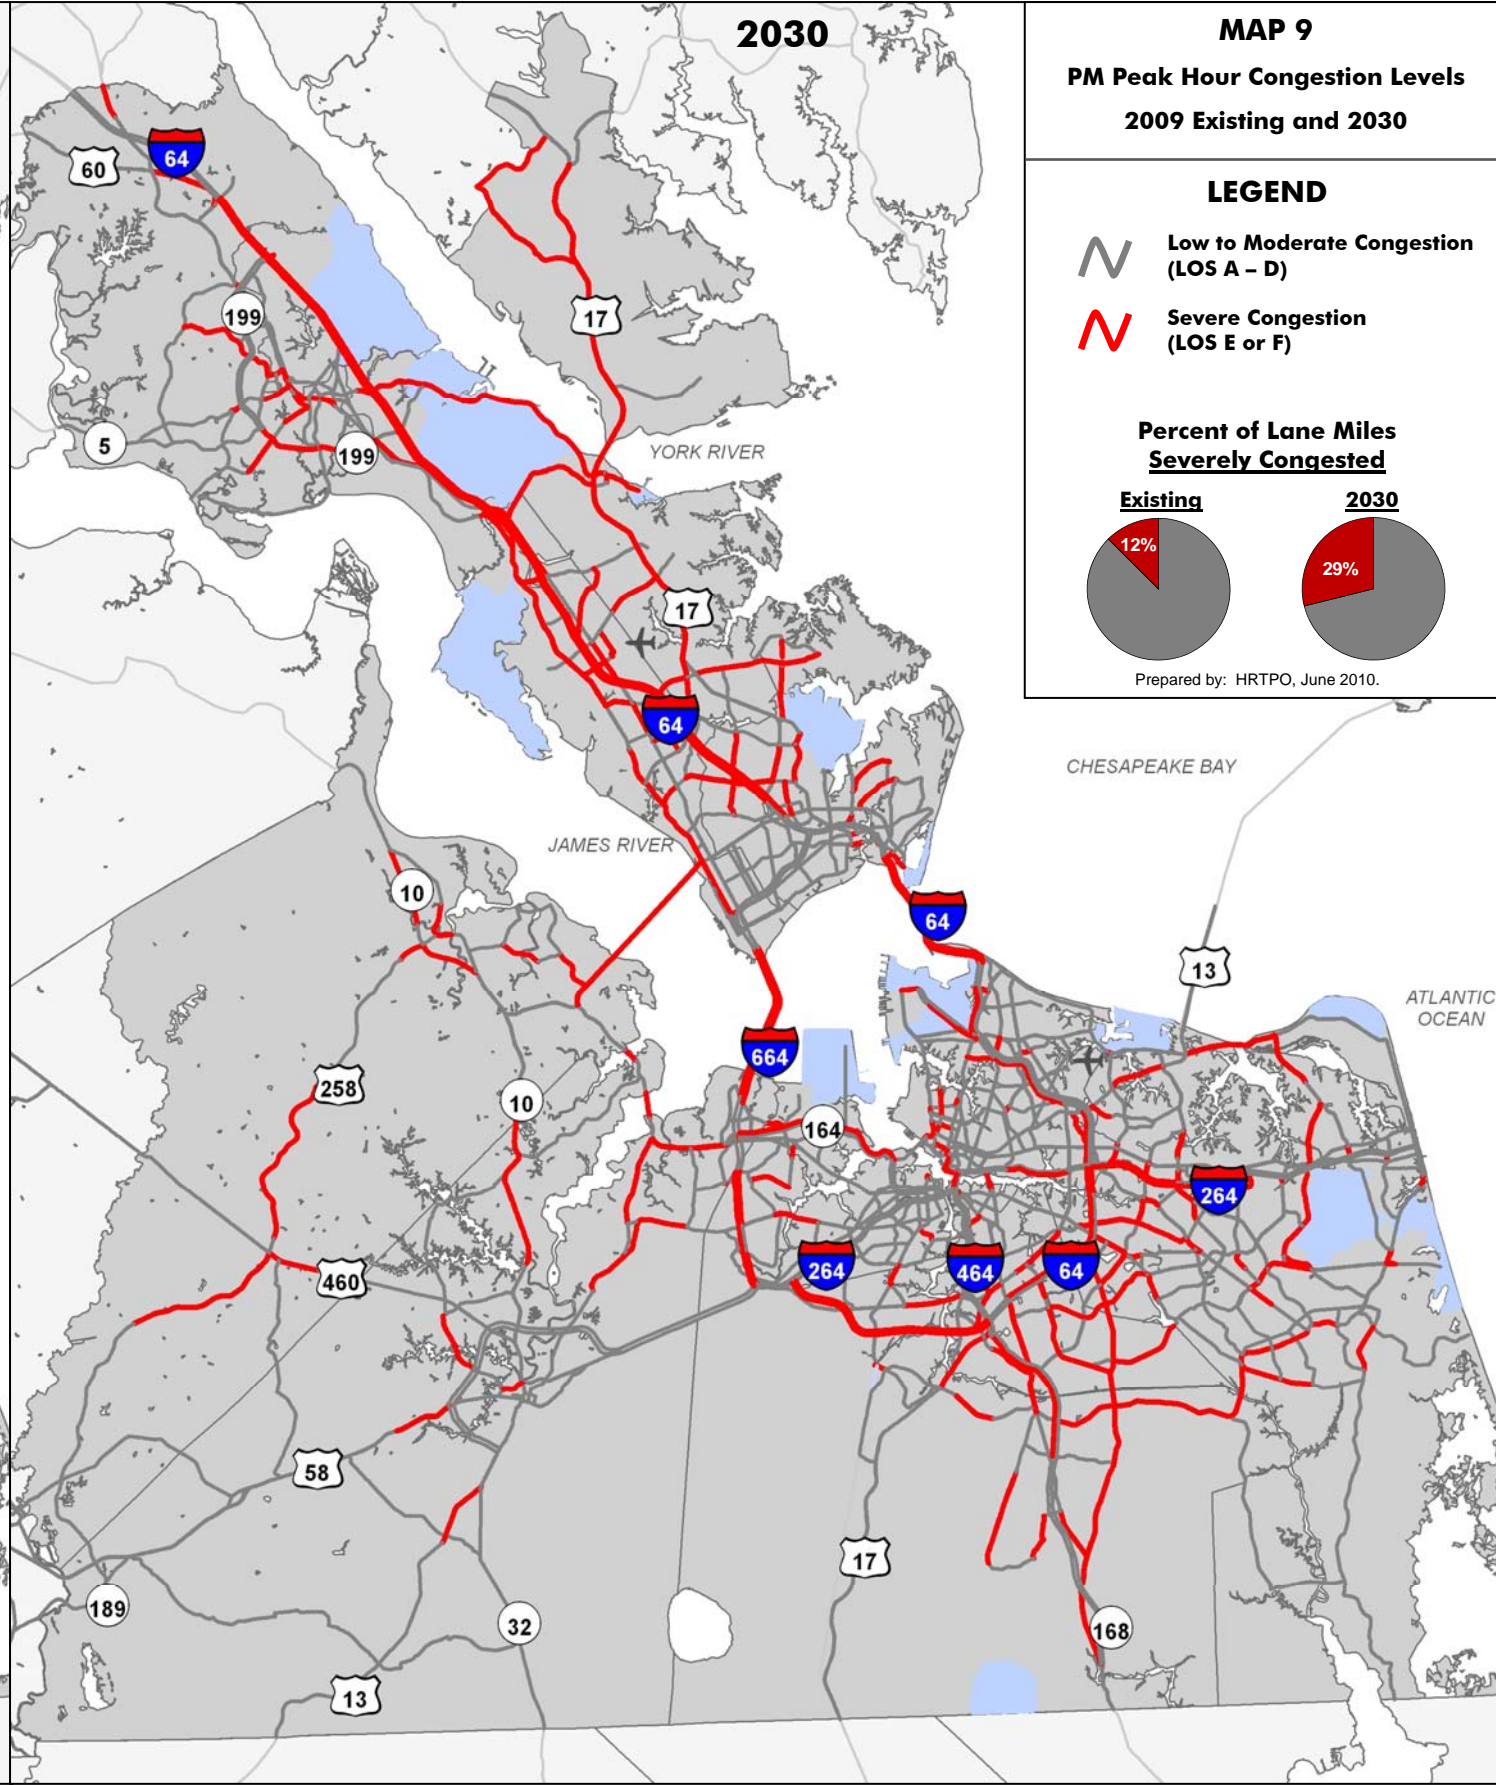 2030
MAP 9
PM Peak Hour Congestion Levels
2009 Existing and 2030
LEGEND
Low to Moderate Congestion
(LOS A – D)
Severe Congestion
(LOS E or F)
Percent of Lane Miles
Severely Congested
Existing
2030
12%
29%
Prepared by: HRTPO, June 2010.
60
64
199
17
5
199
YORK RIVER
17
64
CHESAPEAKE BAY
JAMES RIVER
10
64
13
ATLANTIC
OCEAN
664
258
10
164
264
460
264
464
64
58
17
189
32
168
13